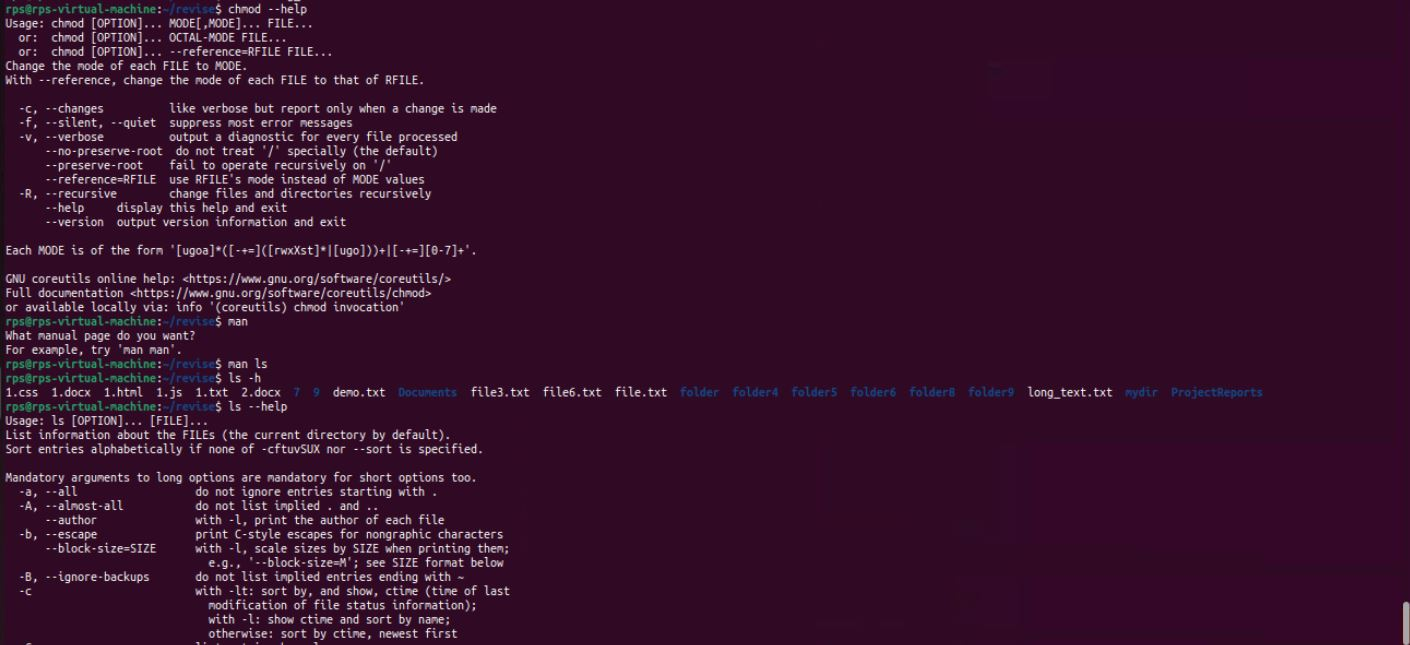 rps@rps-virtual-machine:~/revise$ chmod --help
Usage: chmod [OPTION]... MODE[,MODE]... FILE...
  or:  chmod [OPTION]... OCTAL-MODE FILE...
  or:  chmod [OPTION]... --reference=RFILE FILE...
Change the mode of each FILE to MODE.
With --reference, change the mode of each FILE to that of RFILE.

  -c, --changes          like verbose but report only when a change is made
  -f, --silent, --quiet  suppress most error messages
  -v, --verbose          output a diagnostic for every file processed
      --no-preserve-root  do not treat '/' specially (the default)
      --preserve-root    fail to operate recursively on '/'
      --reference=RFILE  use RFILE's mode instead of MODE values
  -R, --recursive        change files and directories recursively
      --help     display this help and exit
      --version  output version information and exit

Each MODE is of the form '[ugoa]*([-+=]([rwxXst]*|[ugo]))+|[-+=][0-7]+'.

GNU coreutils online help: <https://www.gnu.org/software/coreutils/>
Full documentation <https://www.gnu.org/software/coreutils/chmod>
or available locally via: info '(coreutils) chmod invocation'
rps@rps-virtual-machine:~/revise$ man
What manual page do you want?
For example, try 'man man'.
rps@rps-virtual-machine:~/revise$ man ls
rps@rps-virtual-machine:~/revise$ ls -h
1.css  1.docx  1.html  1.js  1.txt  2.docx  7  9  demo.txt  Documents  file3.txt  file6.txt  file.txt  folder  folder4  folder5  folder6  folder8  folder9  long_text.txt  mydir  ProjectReports
rps@rps-virtual-machine:~/revise$ ls --help
Usage: ls [OPTION]... [FILE]...
List information about the FILEs (the current directory by default).
Sort entries alphabetically if none of -cftuvSUX nor --sort is specified.

Mandatory arguments to long options are mandatory for short options too.
  -a, --all                  do not ignore entries starting with .
  -A, --almost-all           do not list implied . and ..
      --author               with -l, print the author of each file
  -b, --escape               print C-style escapes for nongraphic characters
      --block-size=SIZE      with -l, scale sizes by SIZE when printing them;
                               e.g., '--block-size=M'; see SIZE format below
  -B, --ignore-backups       do not list implied entries ending with ~
  -c                         with -lt: sort by, and show, ctime (time of last
                               modification of file status information);
                               with -l: show ctime and sort by name;
                               otherwise: sort by ctime, newest first